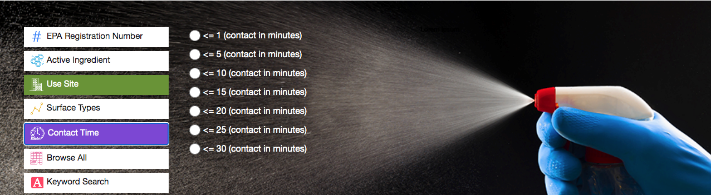 EPA Registration Number
Active Ingredient
Use Site
Surface Types
Contact Time
Browse All
Keyword Search
<= 1 (contact in minutes)
<= 5 (contact in minutes)
<= 10 (contact in minutes)
<= 15 (contact in minutes)
<= 20 (contact in minutes)
<= 25 (contact in minutes)
<= 30 (contact in minutes)